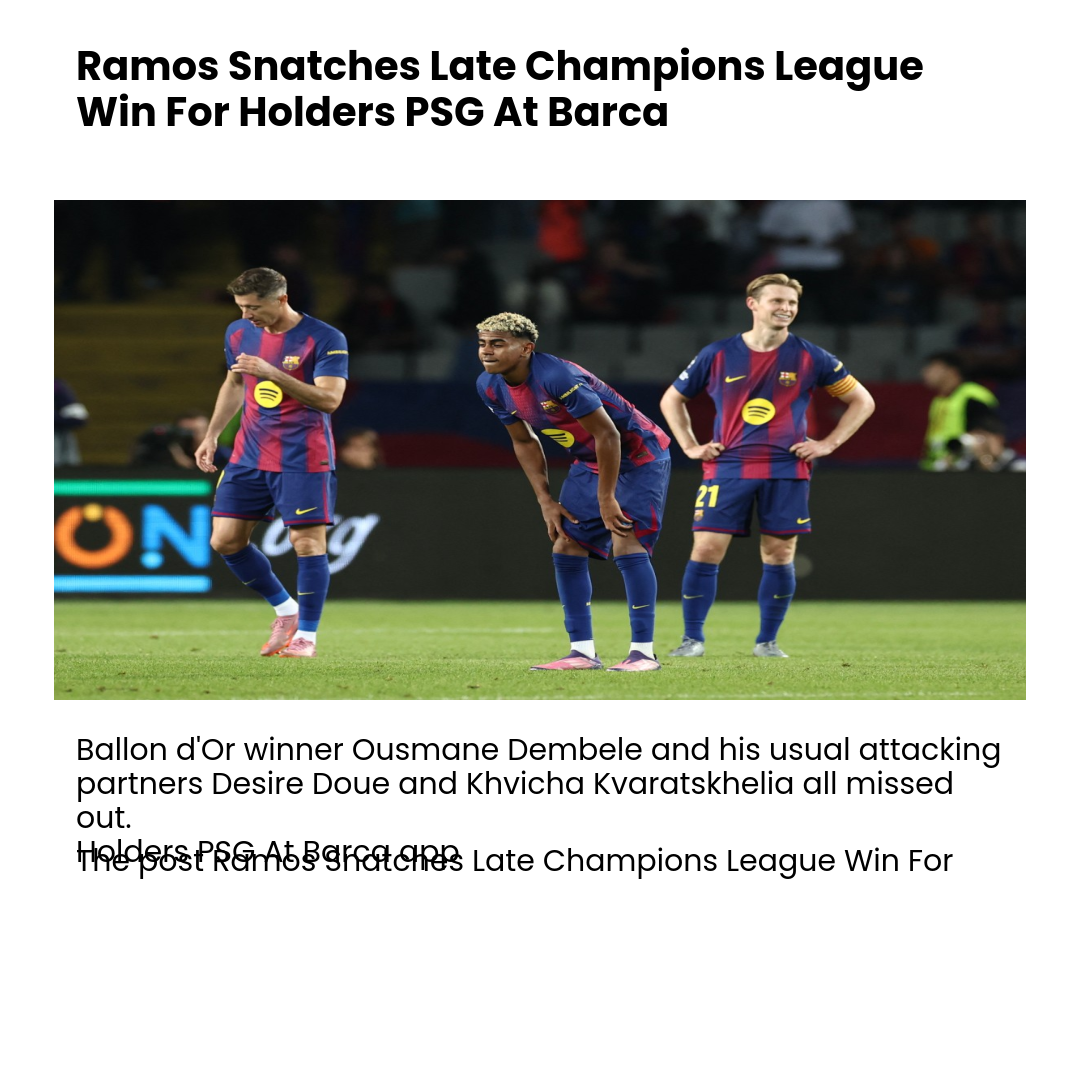 Ramos Snatches Late Champions League
Win For Holders PSG At Barca
ON
org
21
Ballon d'Or winner Ousmane Dembele and his usual attacking
partners Desire Doue and Khvicha Kvaratskhelia all missed
out.
Holders PSG At Barca app
The post Ramos Snatches Late Champions League Win For